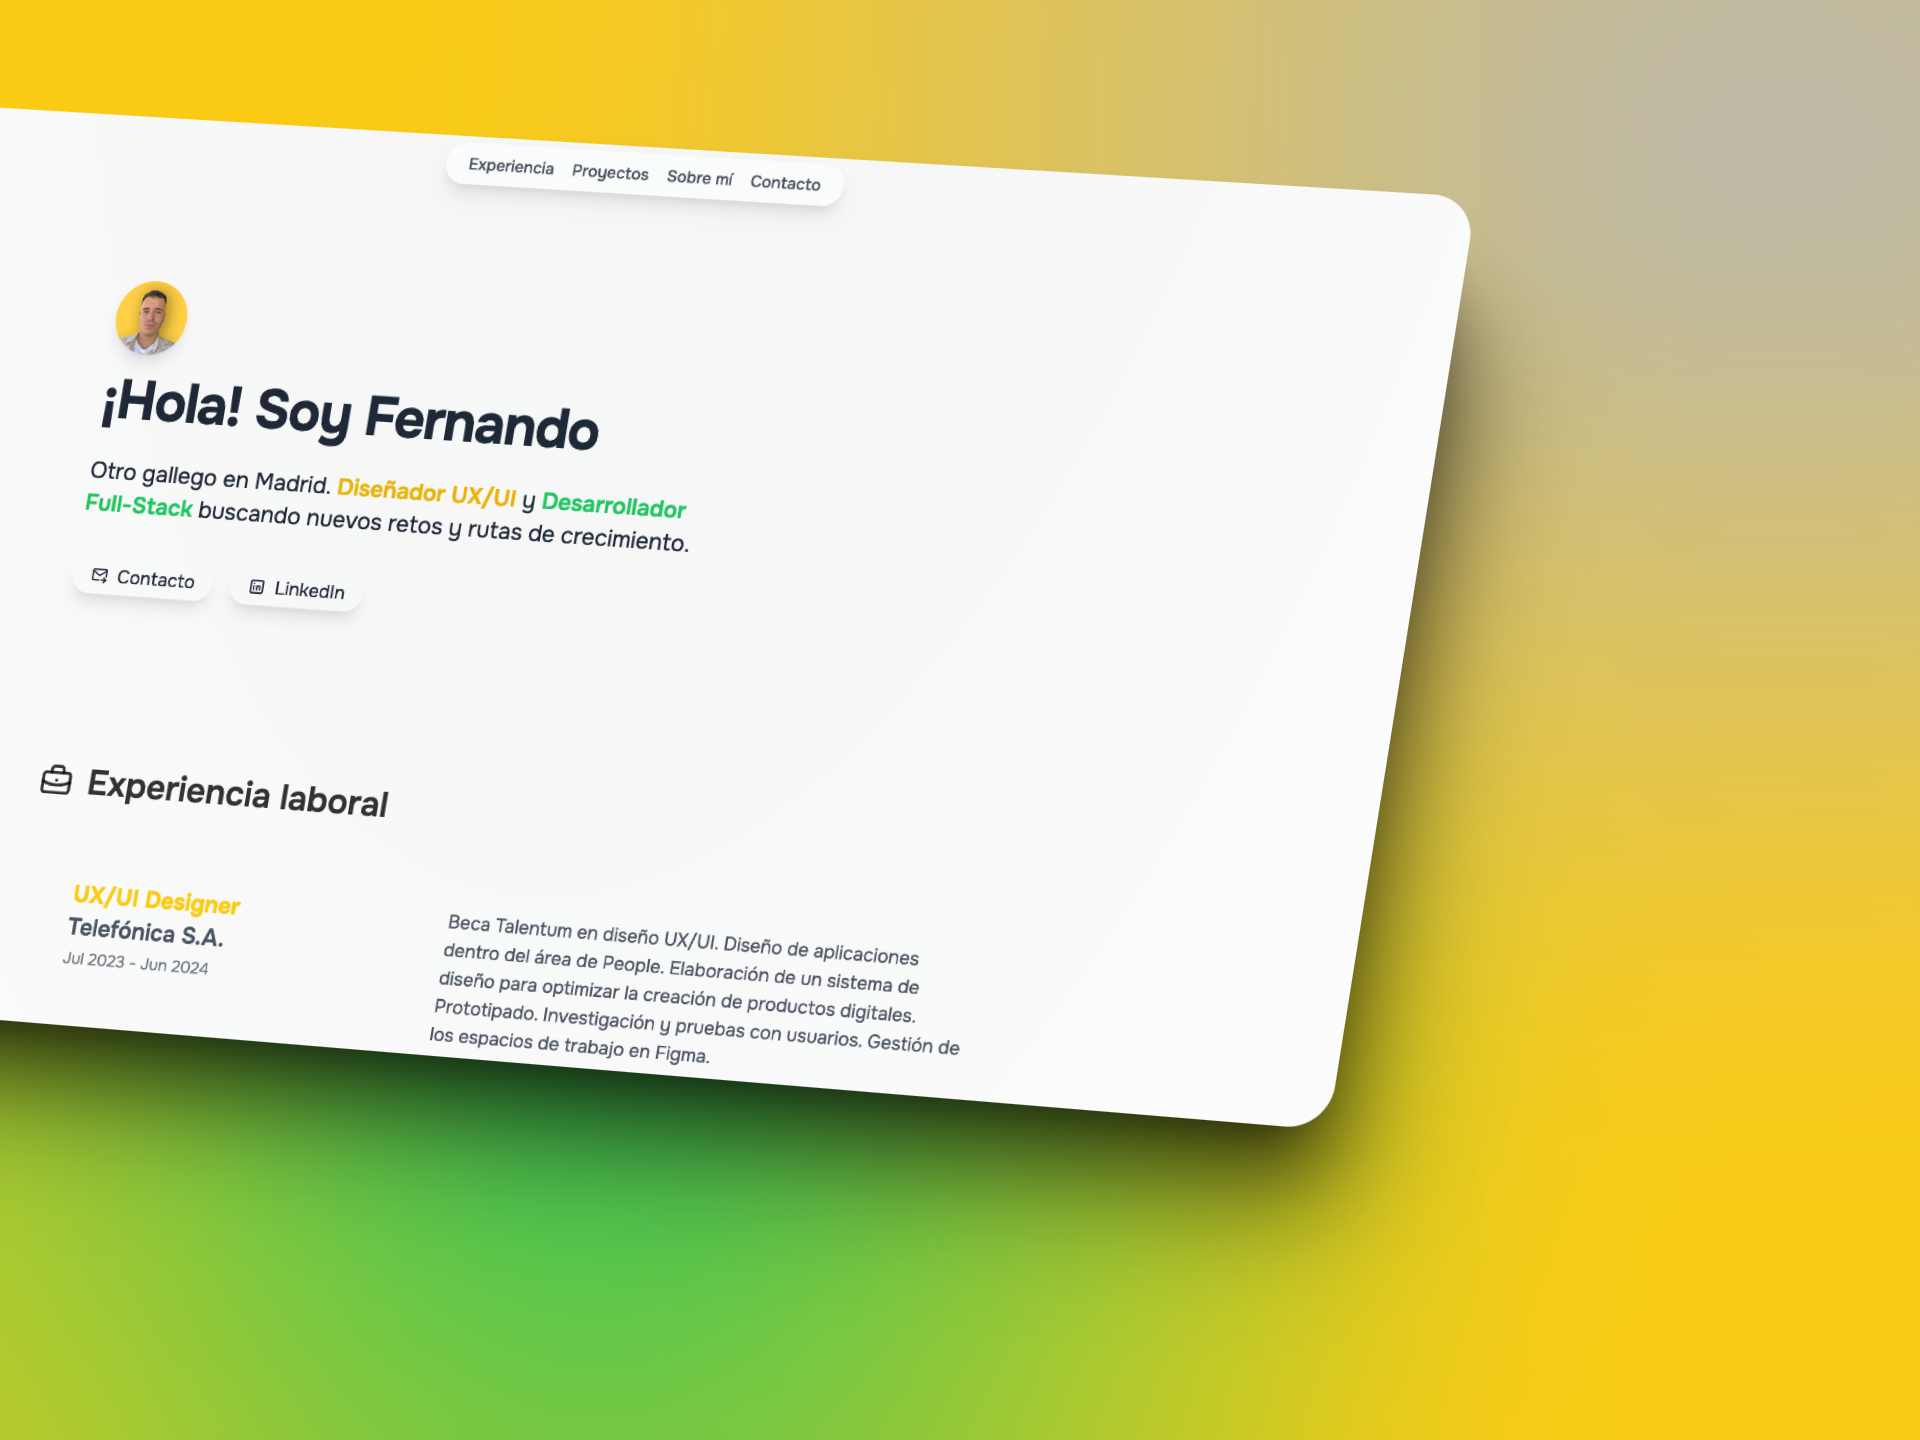 Experiencia Proyectos Sobre mí Contacto
¡Hola! Soy Fernando
Otro gallego en Madrid. Diseñador UX/UI y Desarrollador
Full-Stack buscando nuevos retos y rutas de crecimiento.
Contacto LinkedIn
Experiencia laboral
UX/UI Designer
Telefónica S.A.
Jul 2023 - Jun 2024
Beca Talentum en diseño UX/UI. Diseño de aplicaciones
dentro del área de People. Elaboración de un sistema de
diseño para optimizar la creación de productos digitales.
Prototipado. Investigación y pruebas con usuarios. Gestión de
los espacios de trabajo en Figma.